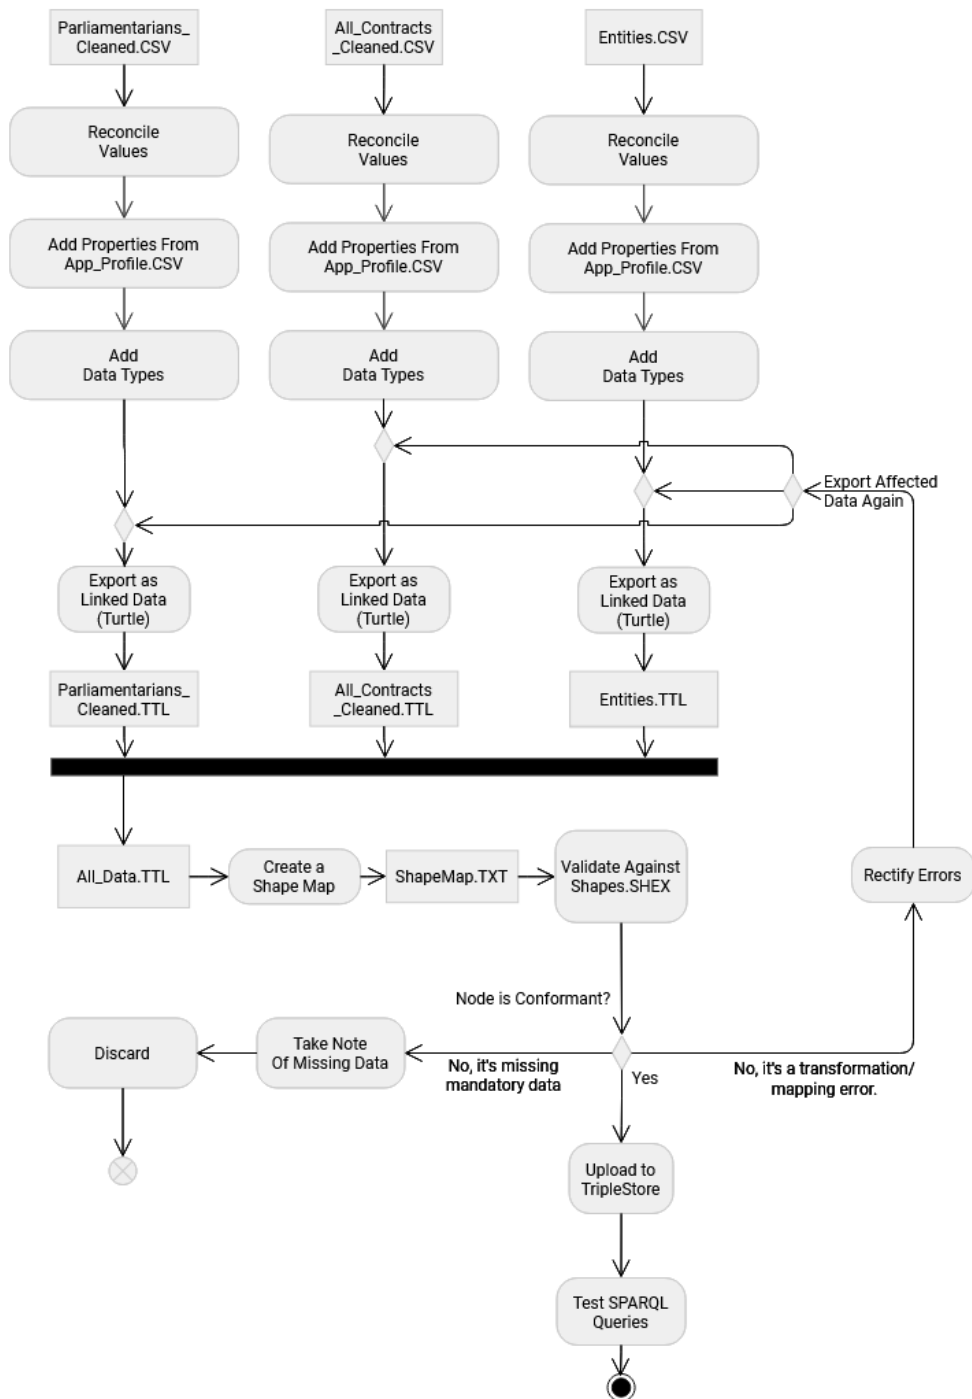 Parliamentarians_
Cleaned.CSV
All_Contracts
_Cleaned.CSV
Entities.CSV
Reconcile
Values
Reconcile
Values
Reconcile
Values
Add Properties From
App_Profile.CSV
Add Properties From
App_Profile.CSV
Add Properties From
App_Profile.CSV
Add
Data Types
Add
Data Types
Add
Data Types
Export Affected
Data Again
Export as
Linked Data
(Turtle)
Export as
Linked Data
(Turtle)
Export as
Linked Data
(Turtle)
Parliamentarians_
Cleaned.TTL
All_Contracts
_Cleaned.TTL
Entities.TTL
All_Data.TTL
Create a
Shape Map
ShapeMap.TXT
Validate Against
Shapes.SHEX
Rectify Errors
Node is Conformant?
Discard
Take Note
Of Missing Data
No, it's missing
mandatory data
Yes
No, it's a transformation/
mapping error.
Upload to
TripleStore
Test SPARQL
Queries